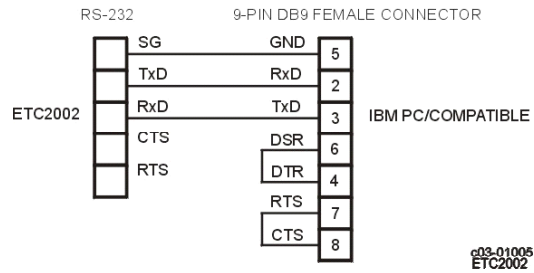 RS-232 9-PIN DB9 FEMALE CONNECTOR
SG GND 5
TxD RxD 2
RxD TxD 3
ETC2002 IBM PC/COMPATIBLE
CTS DSR 6
RTS DTR 4
RTS 7
CTS 8
c03-01005
ETC2002